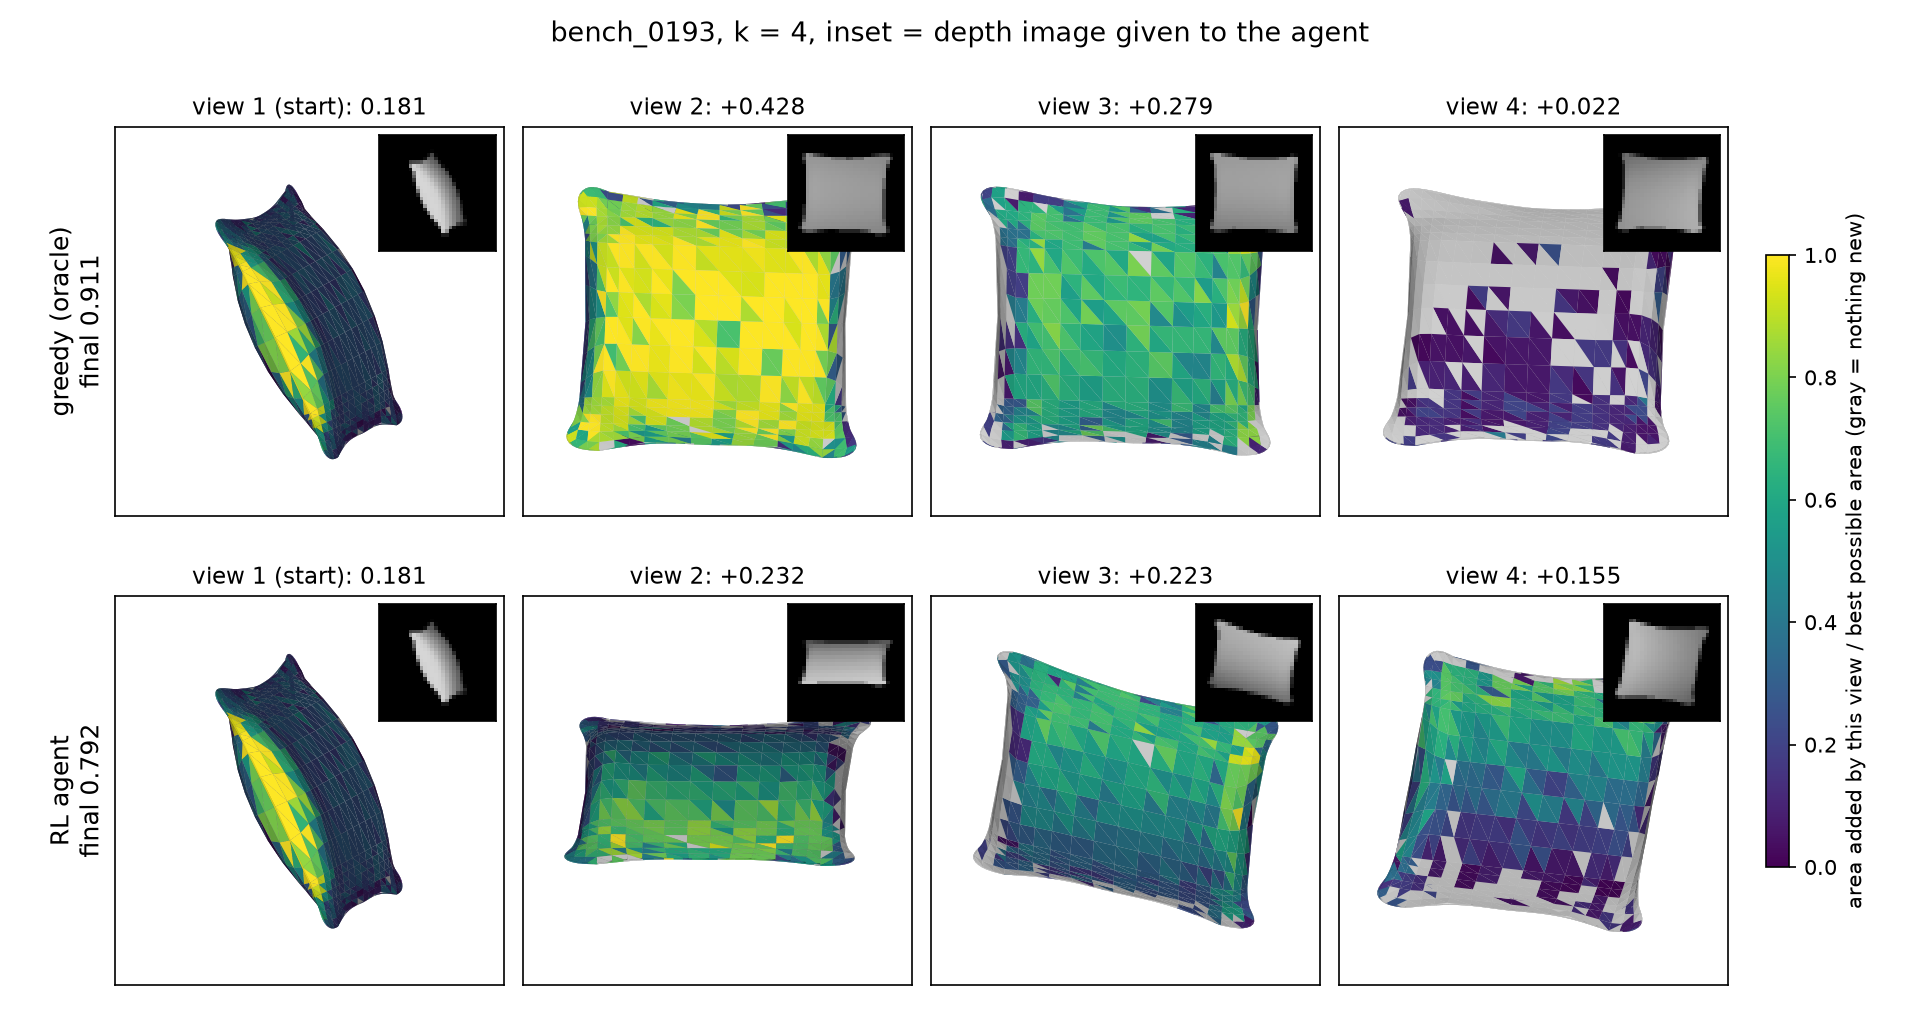 bench_0193, k = 4, inset = depth image given to the agent
greedy (oracle)
final 0.911
view 1 (start): 0.181
view 2: +0.428
view 3: +0.279
view 4: +0.022
RL agent
final 0.792
view 1 (start): 0.181
view 2: +0.232
view 3: +0.223
view 4: +0.155
1.0
0.8
0.6
0.4
0.2
0.0
area added by this view / best possible area (gray = nothing new)